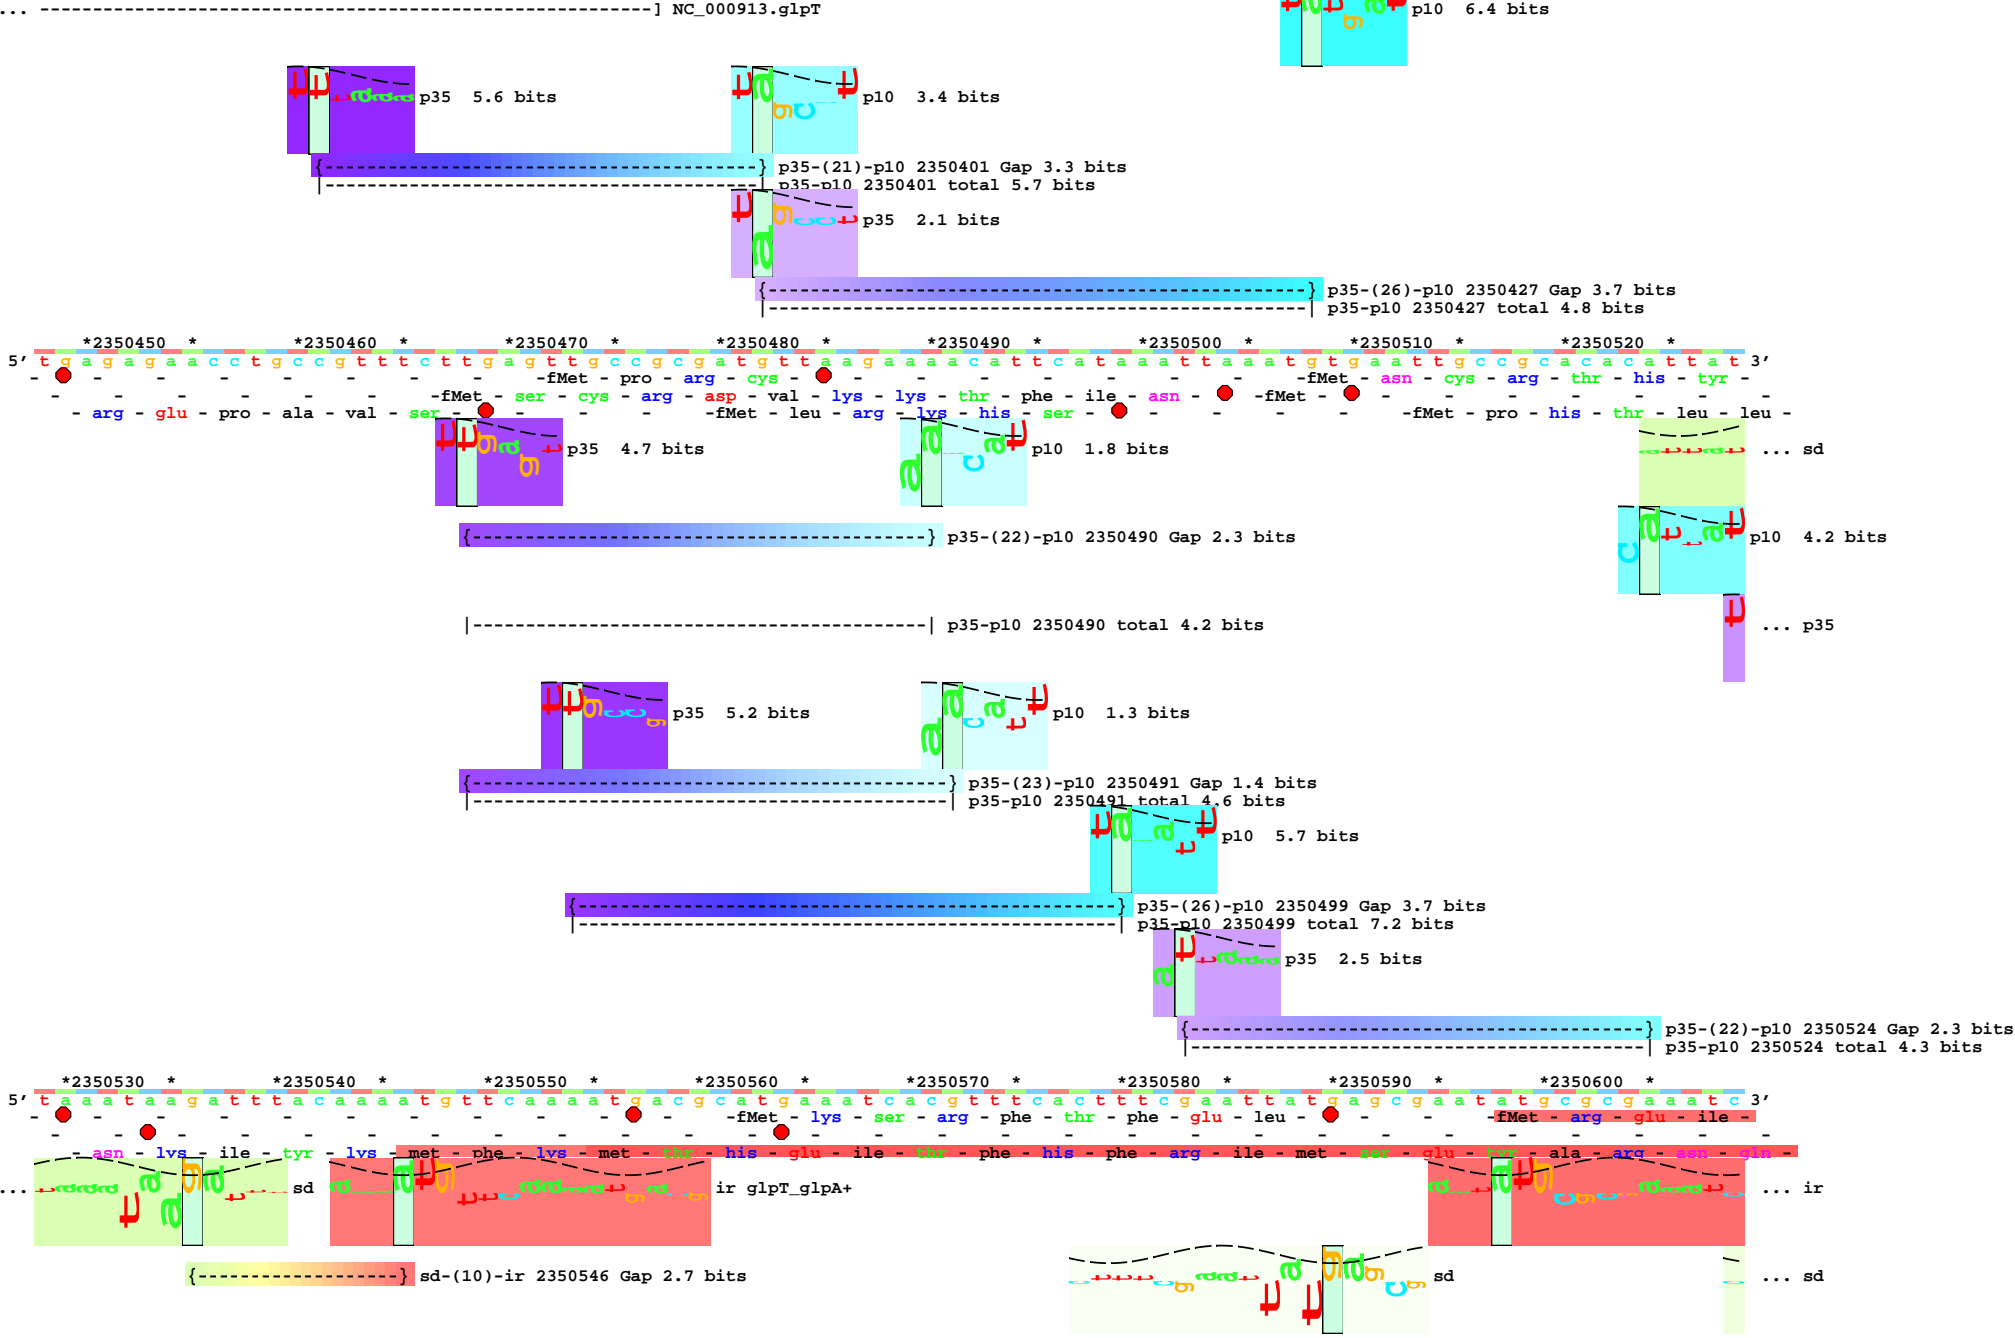 ... ----------------------------------------------------------] NC_000913.glpT
p10 6.4 bits
p35 5.6 bits
p10 3.4 bits
{-----------------------------------------} p35-(21)-p10 2350401 Gap 3.3 bits
|-----------------------------------------| p35-p10 2350401 total 5.7 bits
p35 2.1 bits
{---------------------------------------------------} p35-(26)-p10 2350427 Gap 3.7 bits
|---------------------------------------------------| p35-p10 2350427 total 4.8 bits
*2350450 * *2350460 * *2350470 * *2350480 * *2350490 * *2350500 * *2350510 * *2350520 *
5' t g a g a g a a c c t g c c g t t t c t t g a g t t g c c g c g a t g t t a a g a a a a c a t t c a t a a a t t a a a t g t g a a t t g c c g c a c a c a t t a t 3'
- - - - - - - - -fMet - pro - arg - cys - - - - - - - - -fMet - asn - cys - arg - thr - his - tyr -
- - - - - - -fMet - ser - cys - arg - asp - val - lys - lys - thr - phe - ile - asn - -fMet - - - - - - -
- arg - glu - pro - ala - val - ser - - - - -fMet - leu - arg - lys - his - ser - - - - - -fMet - pro - his - thr - leu - leu -
p35 4.7 bits
p10 1.8 bits
... sd
{-------------------------------------------} p35-(22)-p10 2350490 Gap 2.3 bits
p10 4.2 bits
|-------------------------------------------| p35-p10 2350490 total 4.2 bits
... p35
p35 5.2 bits
p10 1.3 bits
{---------------------------------------------} p35-(23)-p10 2350491 Gap 1.4 bits
|---------------------------------------------| p35-p10 2350491 total 4.6 bits
p10 5.7 bits
{---------------------------------------------------} p35-(26)-p10 2350499 Gap 3.7 bits
|---------------------------------------------------| p35-p10 2350499 total 7.2 bits
p35 2.5 bits
{-------------------------------------------} p35-(22)-p10 2350524 Gap 2.3 bits
|-------------------------------------------| p35-p10 2350524 total 4.3 bits
*2350530 * *2350540 * *2350550 * *2350560 * *2350570 * *2350580 * *2350590 * *2350600 *
5' t a a a t a a g a t t t a c a a a a t g t t c a a a a t g a c g c a t g a a a t c a c g t t t c a c t t t c g a a t t a t g a g c g a a t a t g c g c g a a a t c 3'
- - - - - - - - - - -fMet - lys - ser - arg - phe - thr - phe - glu - leu - - - -fMet - arg - glu - ile -
- - - - - - - - - - - - - - - - - - - - - - - - - -
- asn - lys - ile - tyr - lys - met - phe - lys - met - thr - his - glu - ile - thr - phe - his - phe - arg - ile - met - ser - glu - tyr - ala - arg - asn - gln -
... sd
ir glpT_glpA+
... ir
{-------------------} sd-(10)-ir 2350546 Gap 2.7 bits
sd
... sd